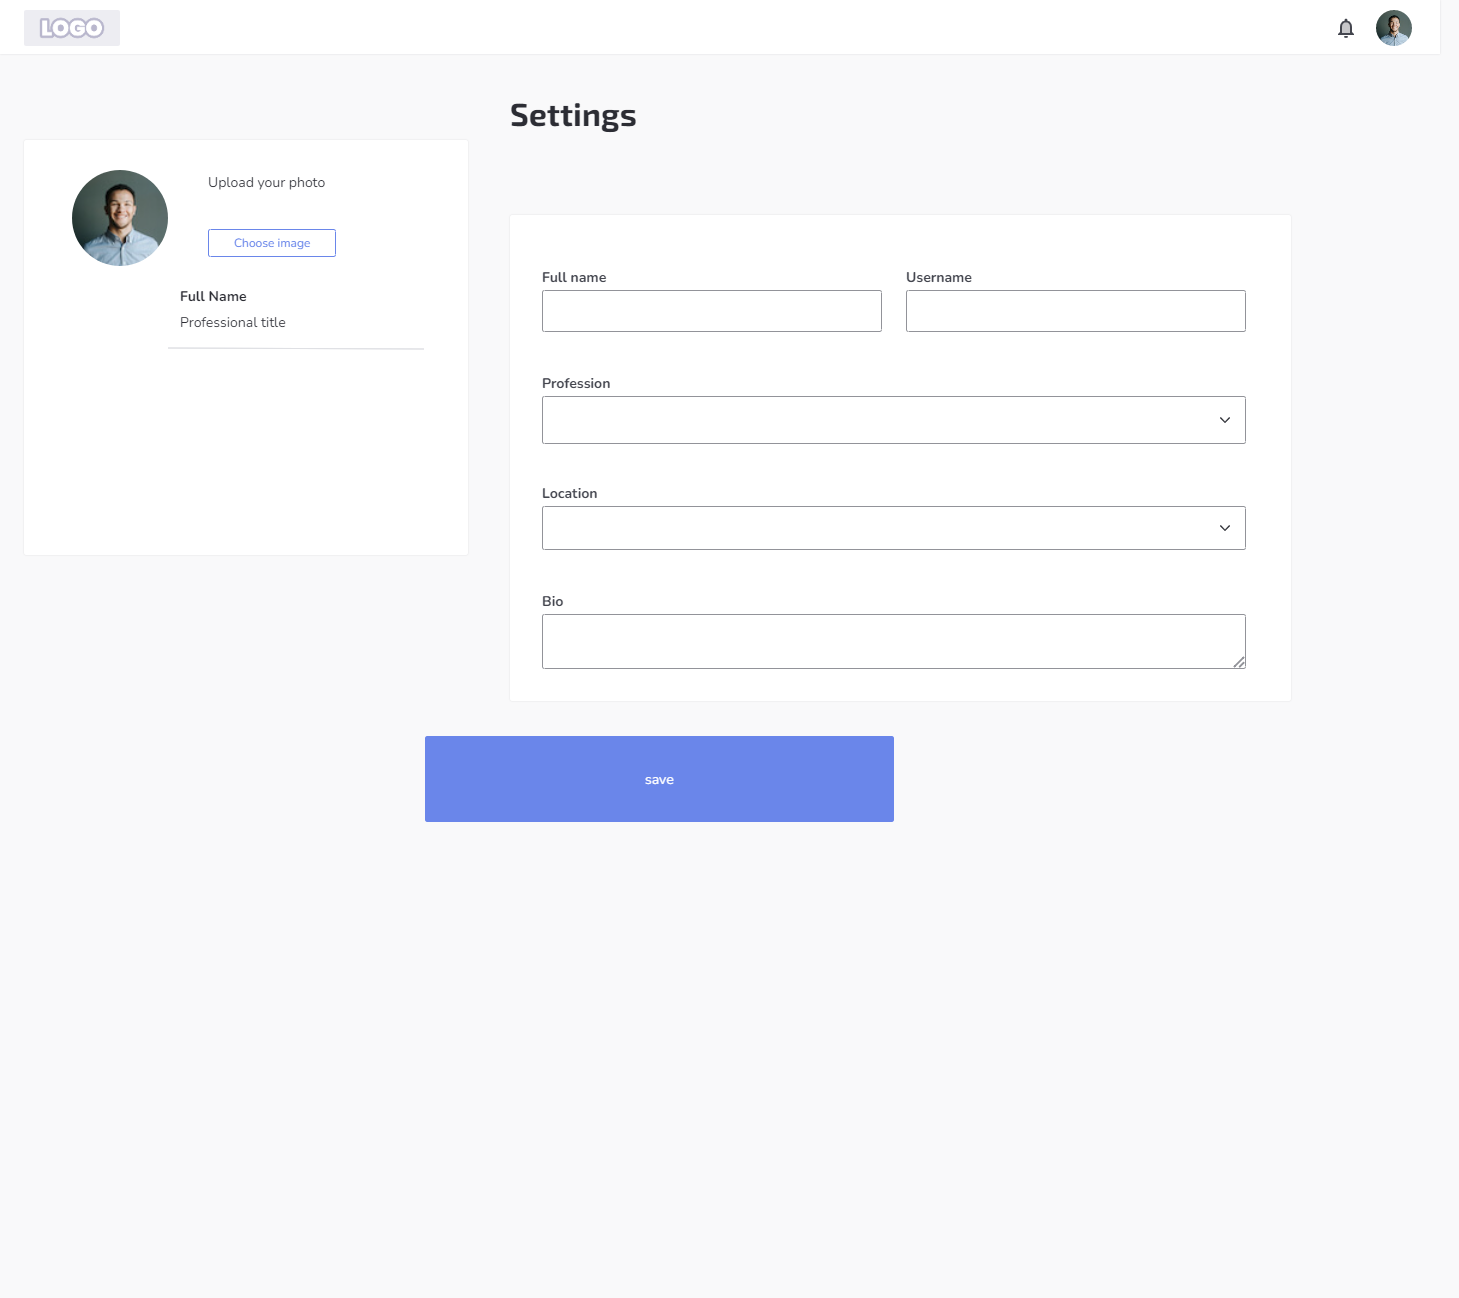 LOGO
Settings
Upload your photo
Choose image
Full Name
Professional title
Full name
Username
Profession
Location
Bio
save